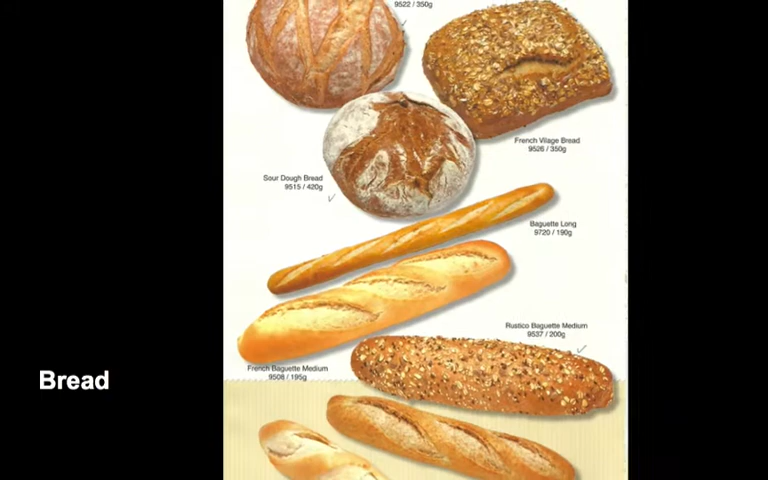 9522 / 350g
French Vilage Bread
9526 / 350g
Sour Dough Bread
9515 / 420g
Baguette Long
9720 / 190g
Rustico Baguette Medium
9537 / 200g
French Baguette Medium
9508 / 195g
Bread